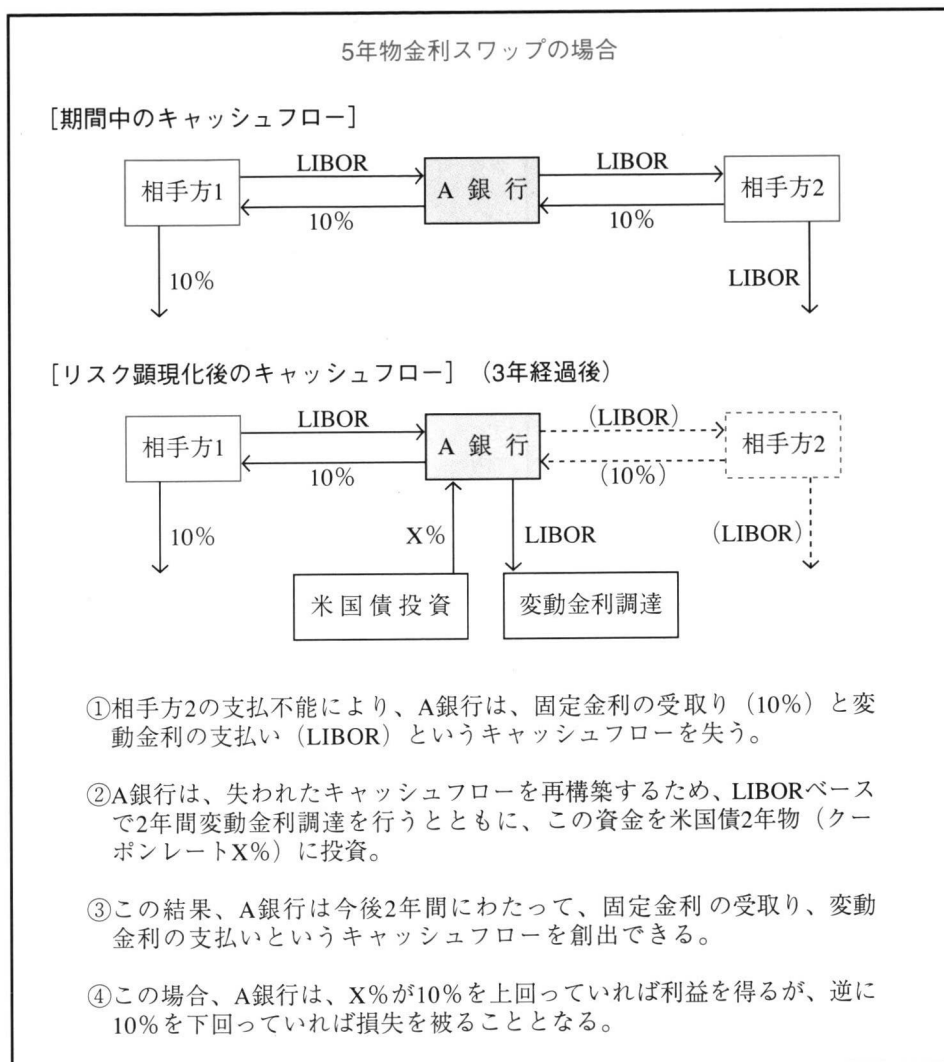 5年物金利スワップの場合
[期間中のキャッシュフロー]
LIBOR LIBOR
相手方1 A 銀 行 相手方2
10% 10%
10% LIBOR
[リスク顕現化後のキャッシュフロー] (3年経過後)
LIBOR (LIBOR)
相手方1 A 銀 行 相手方2
10% (10%)
10% X% LIBOR (LIBOR)
米国債投資 変動金利調達
①相手方2の支払不能により、A銀行は、固定金利の受取り(10%)と変
動金利の支払い(LIBOR)というキャッシュフローを失う。
②A銀行は、失われたキャッシュフローを再構築するため、LIBORベース
で2年間変動金利調達を行うとともに、この資金を米国債2年物(クー
ポンレートX%)に投資。
③この結果、A銀行は今後2年間にわたって、固定金利 の受取り、変動
金利の支払いというキャッシュフローを創出できる。
④この場合、A銀行は、X%が10%を上回っていれば利益を得るが、逆に
10%を下回っていれば損失を被ることとなる。